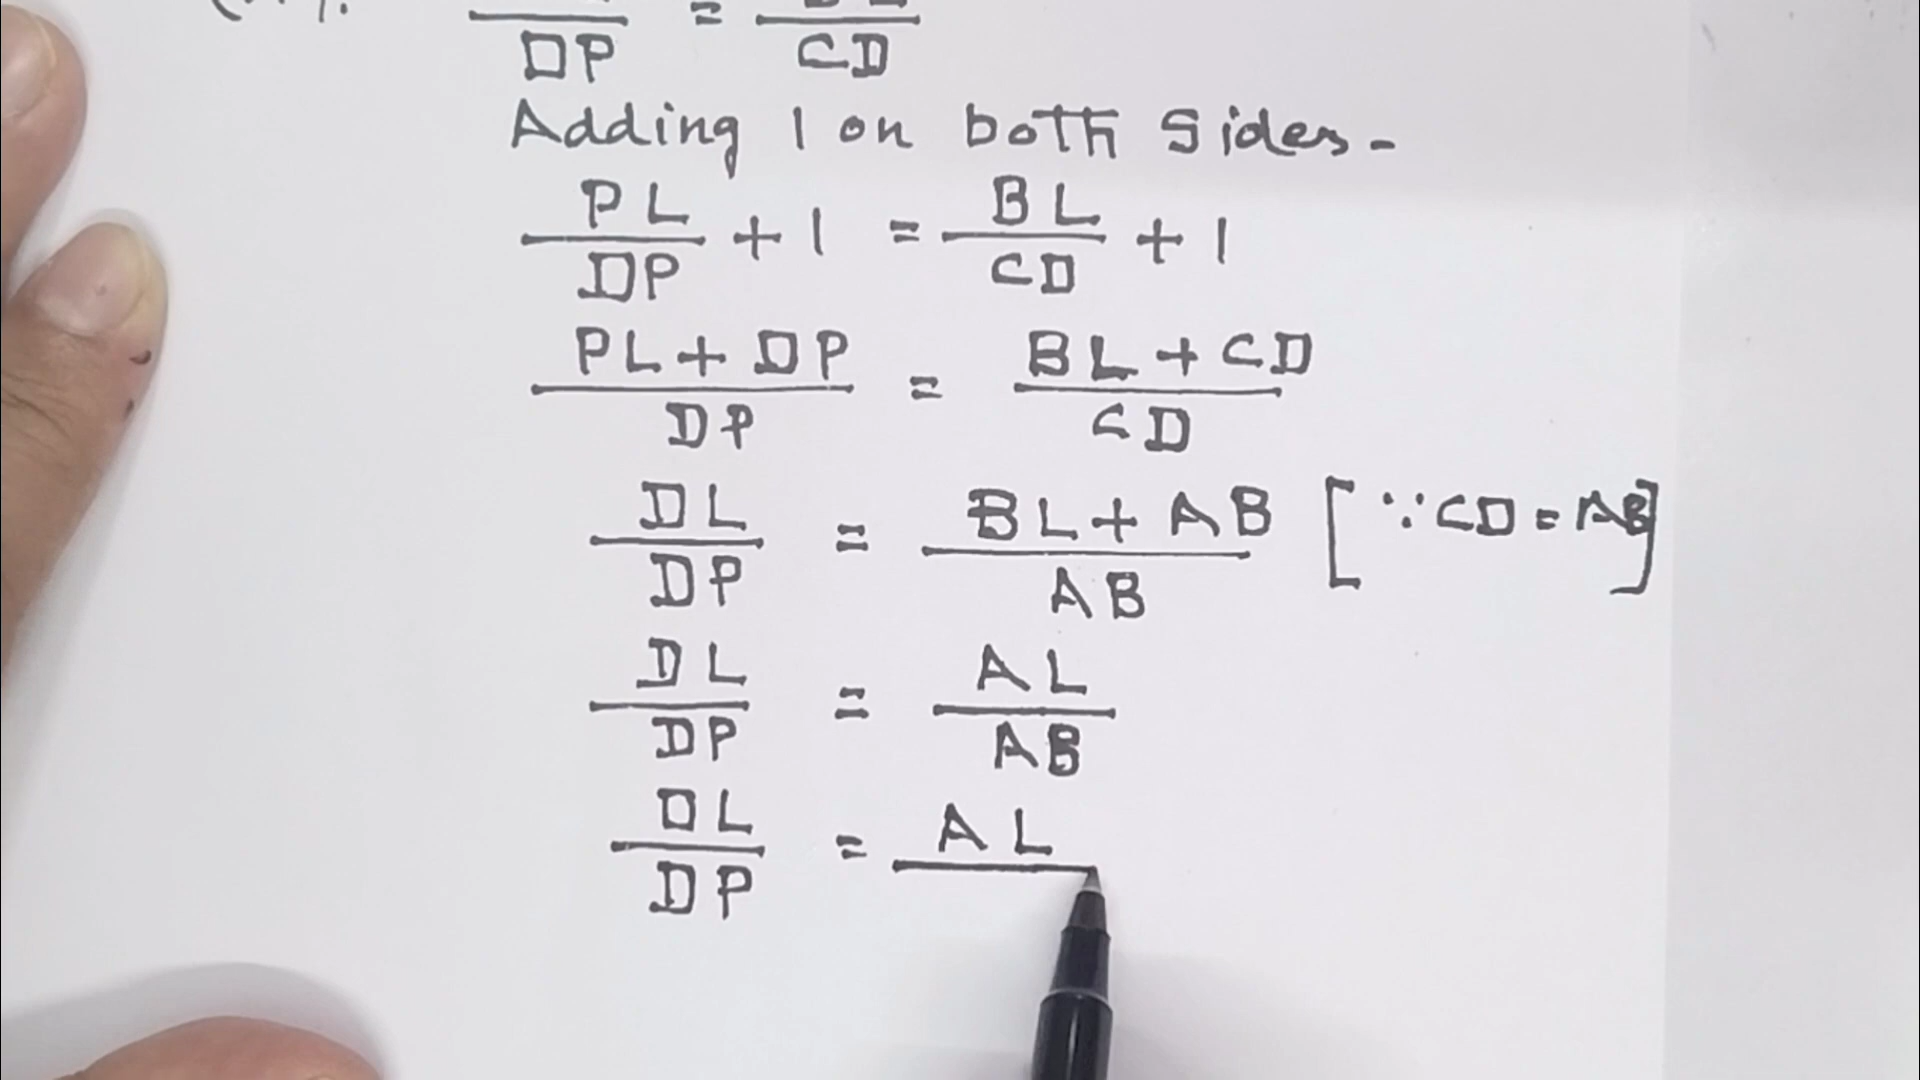 DP = CD
Adding 1 on both sides-
PL/DP + 1 = BL/CD + 1
PL + DP/DP = BL + CD/CD
DL/DP = BL + AB/AB [∵ CD = AB]
DL/DP = AL/AB
DL/DP = AL